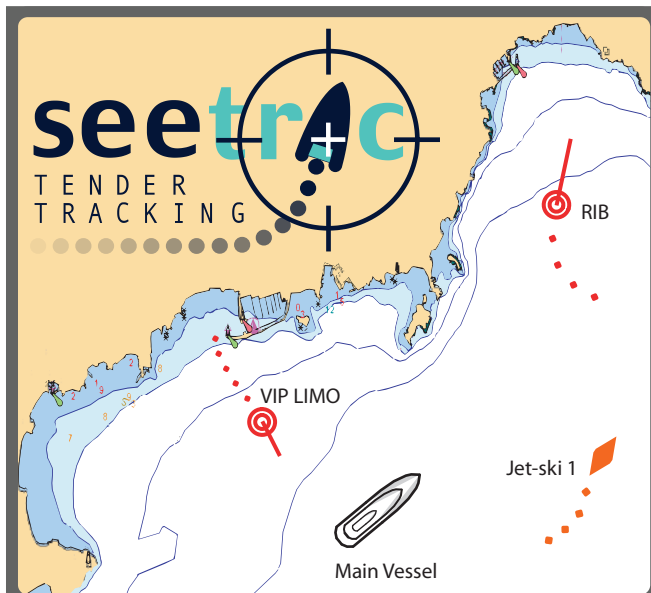 seetrac
TENDER
TRACKING
RIB
VIP LIMO
Jet-ski 1
Main Vessel